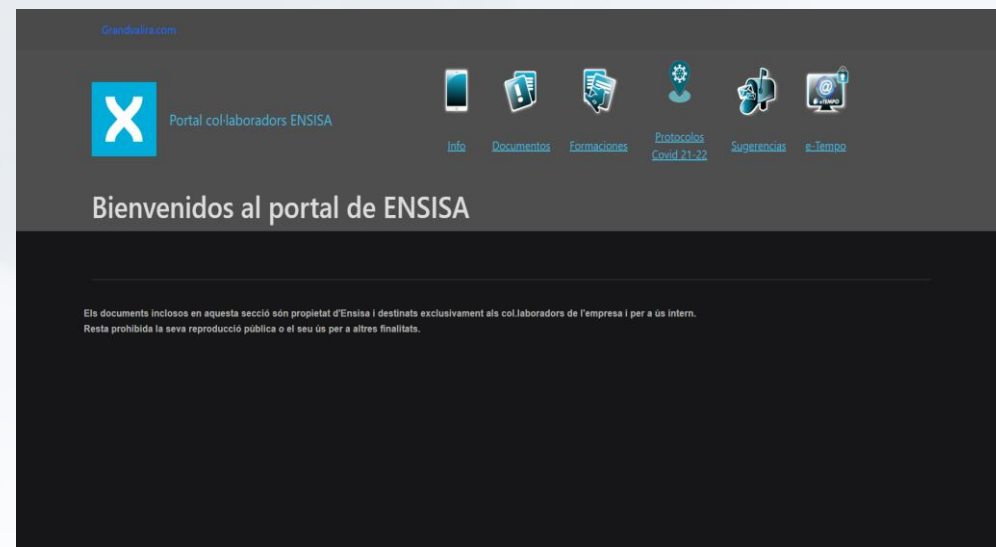 Grandvalira.com
X
Portal col·laboradors ENSISA
Info
Documentos
Formaciones
Protocolos
Covid 21-22
Sugerencias
@
eTEMPO
e-Tempo
Bienvenidos al portal de ENSISA
Els documents inclosos en aquesta secció són propietat d'Ensisa i destinats exclusivament als col.laboradors de l'empresa i per a ús intern.
Resta prohibida la seva reproducció pública o el seu ús per a altres finalitats.